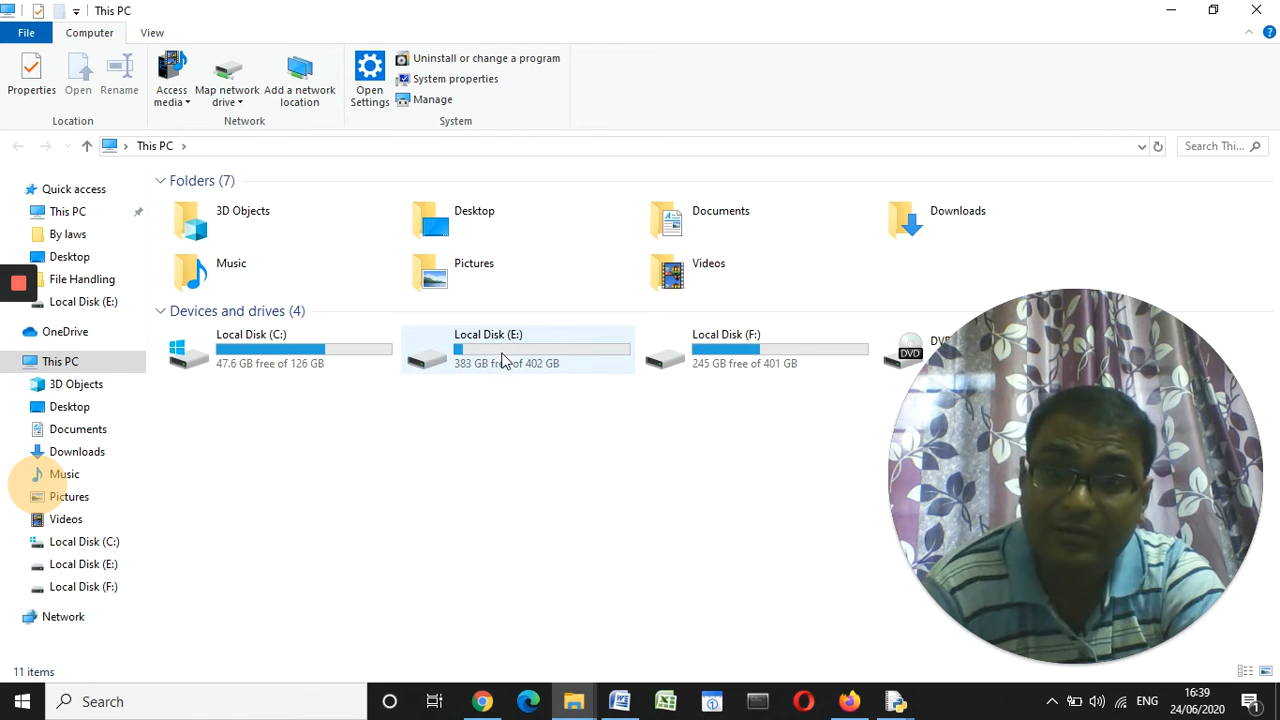 This PC
File
Computer
View
Properties
Open
Rename
Access media
Map network drive
Add a network location
Open Settings
Uninstall or change a program
System properties
Manage
Location
Network
System
This PC
Search Thi...
Quick access
This PC
By laws
Desktop
File Handling
Local Disk (E:)
OneDrive
This PC
3D Objects
Desktop
Documents
Downloads
Music
Pictures
Videos
Local Disk (C:)
Local Disk (E:)
Local Disk (F:)
Network
Folders (7)
3D Objects
Desktop
Documents
Downloads
Music
Pictures
Videos
Devices and drives (4)
Local Disk (C:)
47.6 GB free of 126 GB
Local Disk (E:)
383 GB free of 402 GB
Local Disk (F:)
245 GB free of 401 GB
DVD
11 items
Search
ENG
16:39
24/06/2020
1